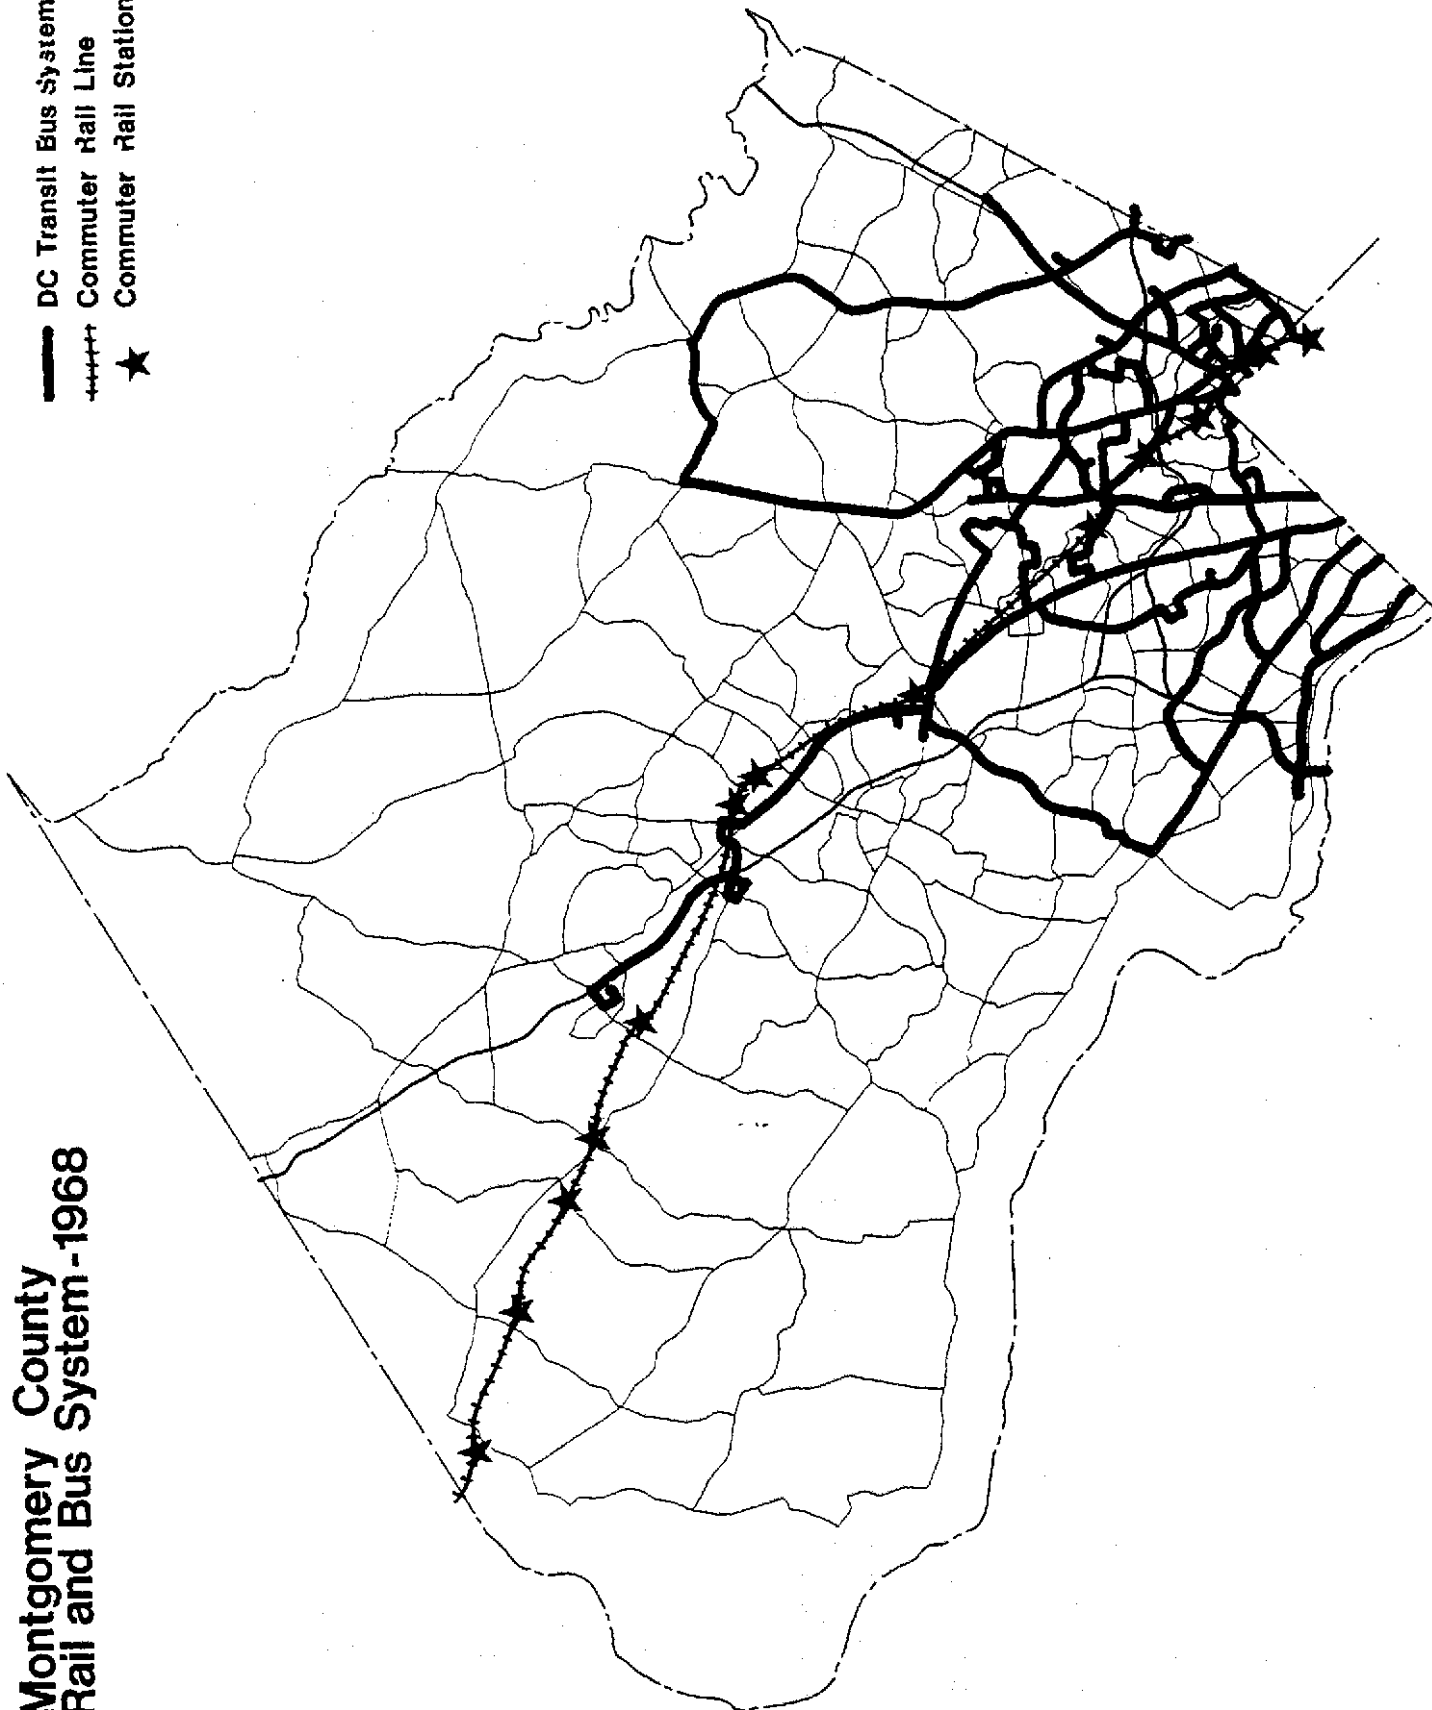 Montgomery County
Rail and Bus System-1968
DC Transit Bus System
Commuter Rail Line
Commuter Rail Station